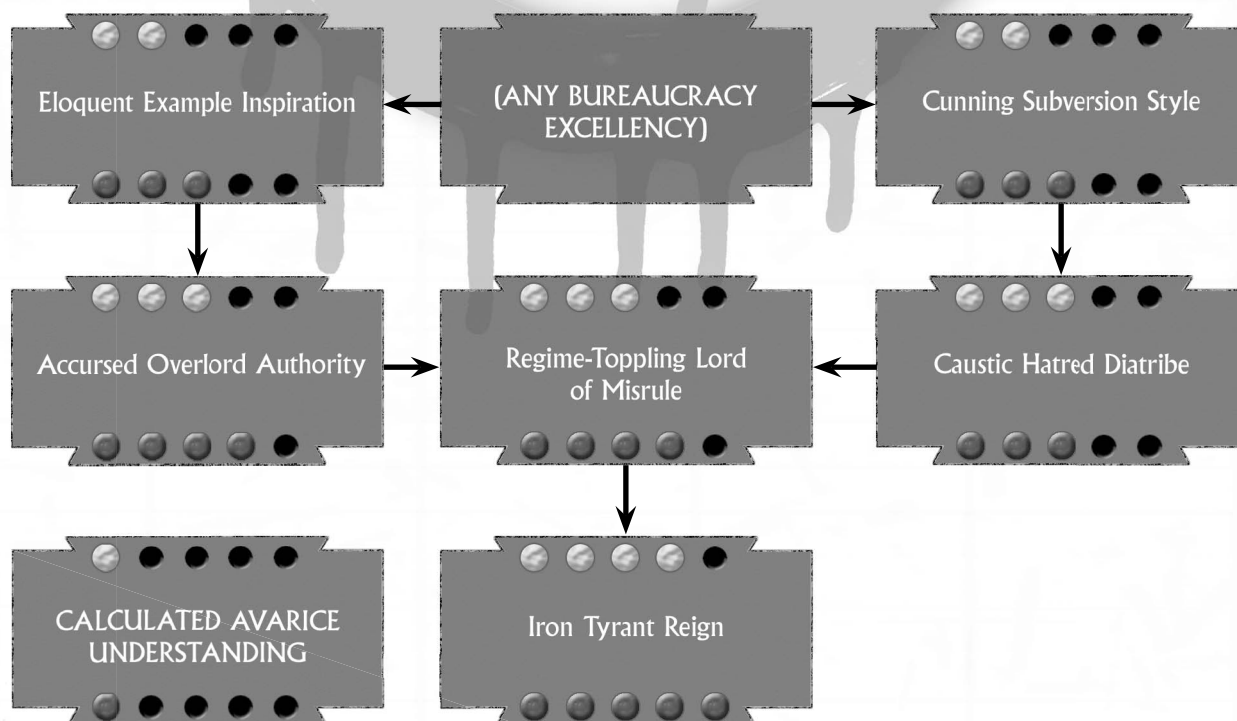 Eloquent Example Inspiration
(ANY BUREAUCRACY
EXCELLENCY)
Cunning Subversion Style
Accursed Overlord Authority
Regime-Toppling Lord
of Misrule
Caustic Hatred Diatribe
CALCULATED AVARICE
UNDERSTANDING
Iron Tyrant Reign